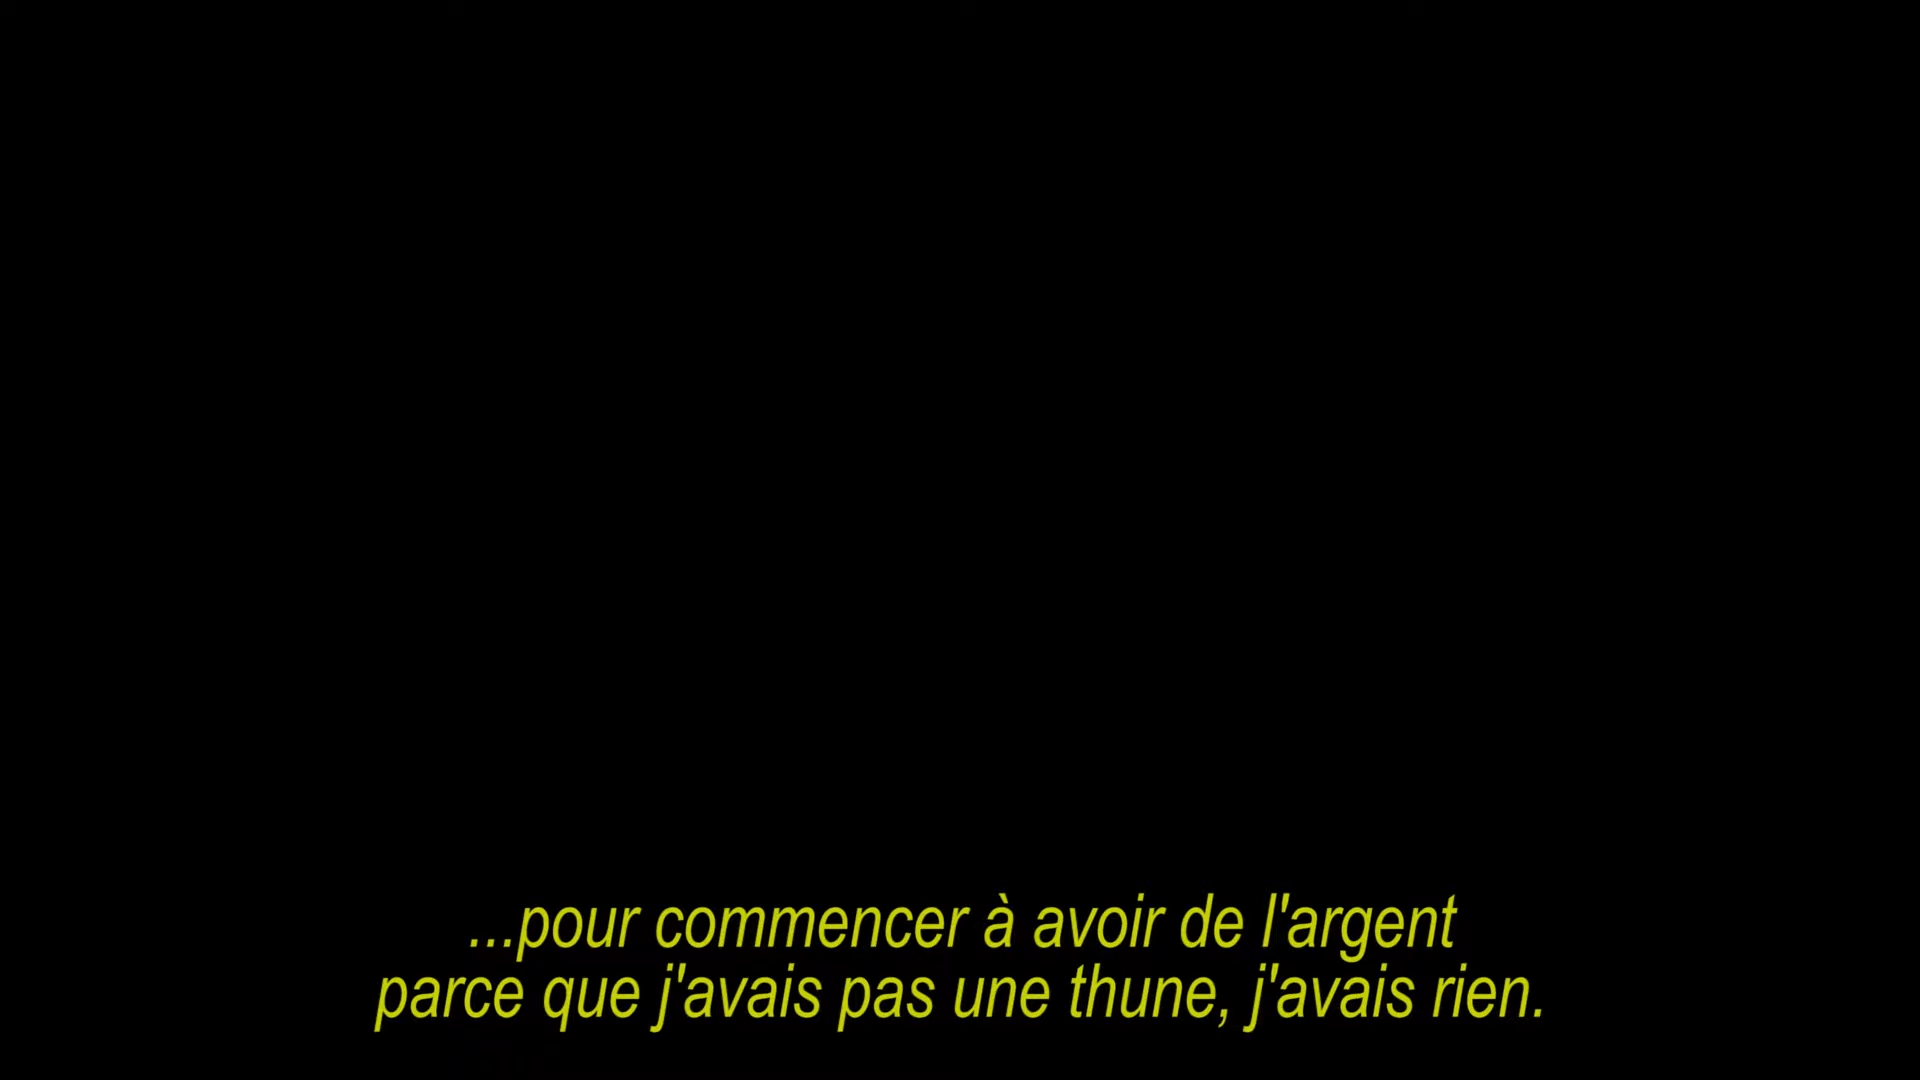 ...pour commencer à avoir de l'argent
parce que j'avais pas une thune, j'avais rien.